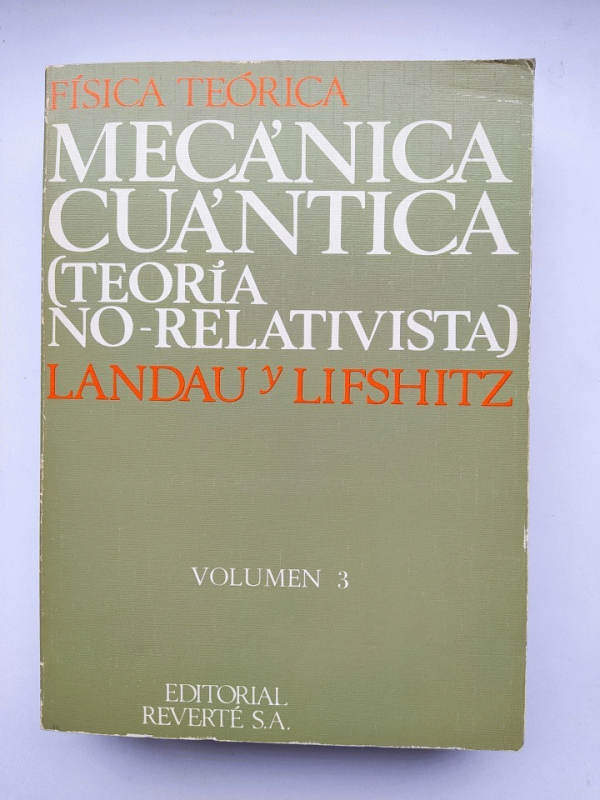 FÍSICA TEÓRICA
MECÁNICA
CUÁNTICA
(TEORÍA
NO-RELATIVISTA)
LANDAU y LIFSHITZ
VOLUMEN 3
EDITORIAL
REVERTÉ S.A.